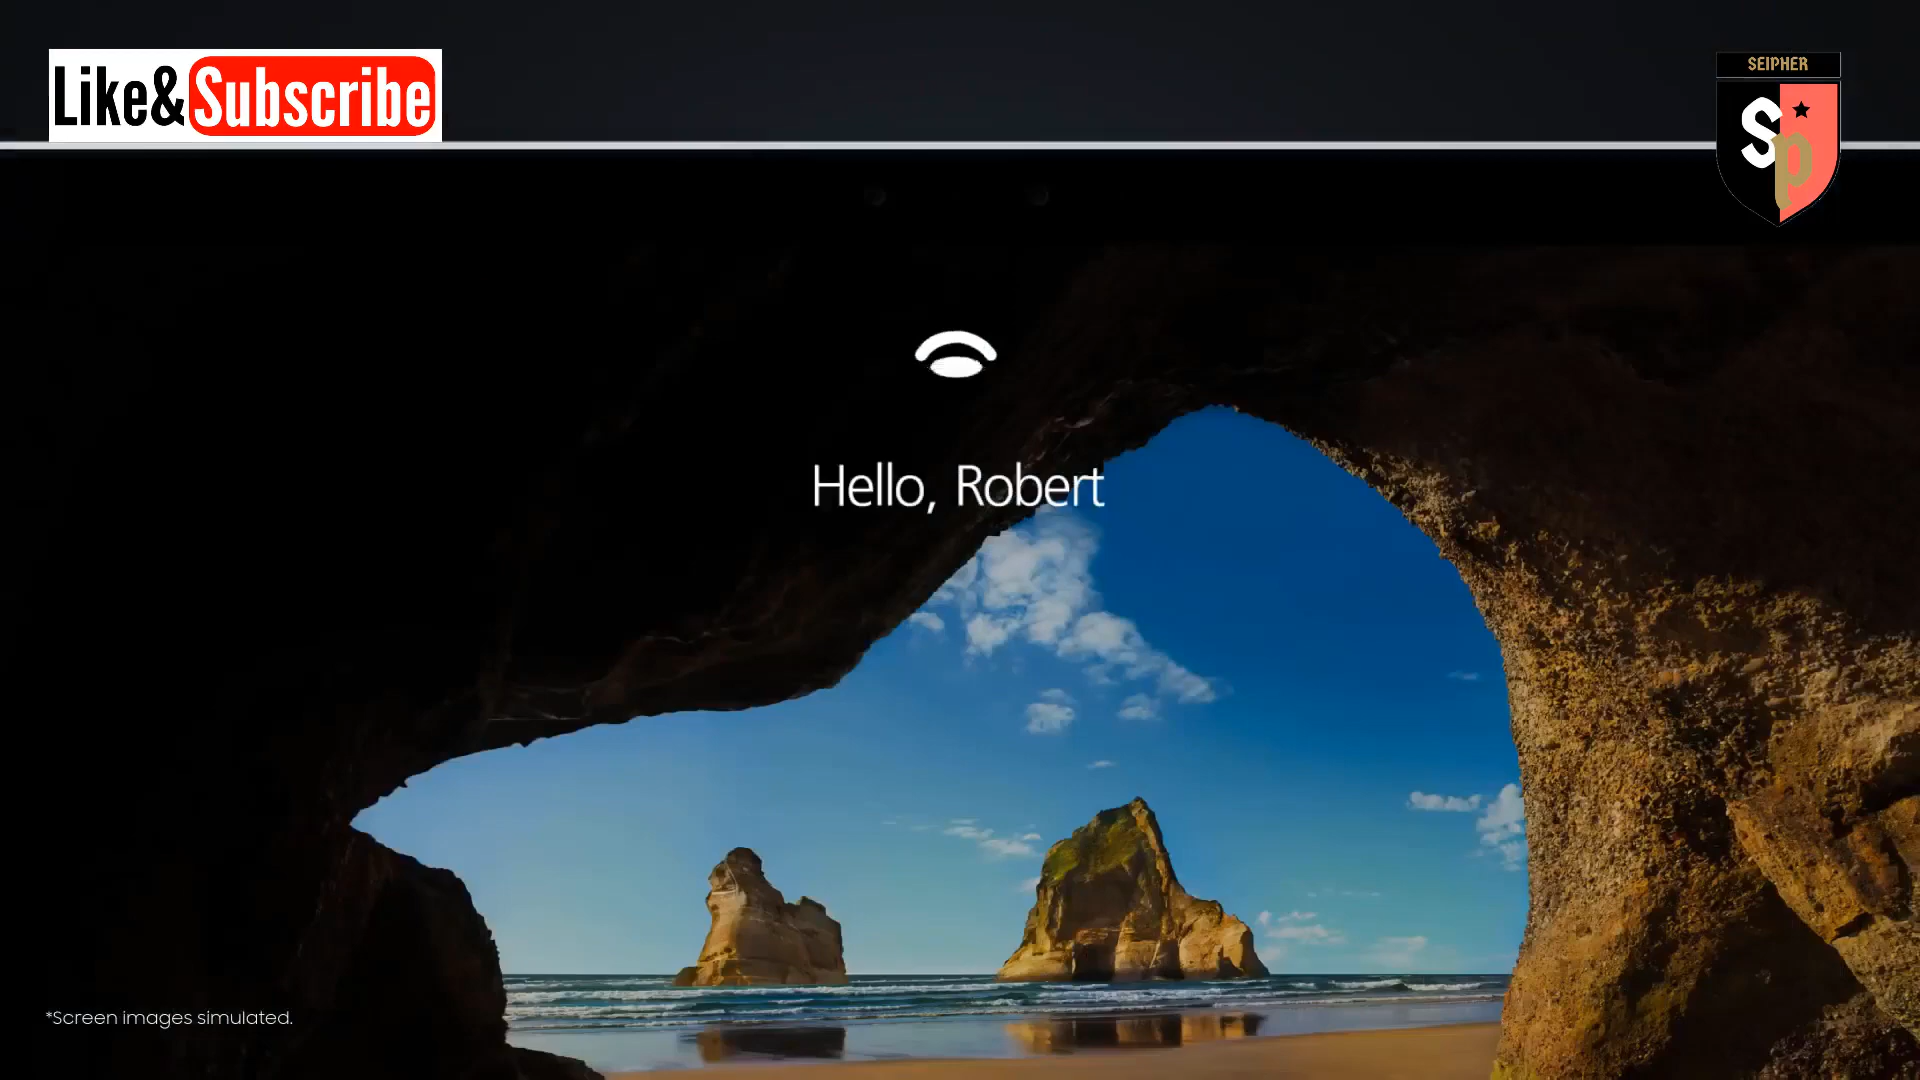 Like&Subscribe
SEIPHER
Sp
Hello, Robert
*Screen images simulated.